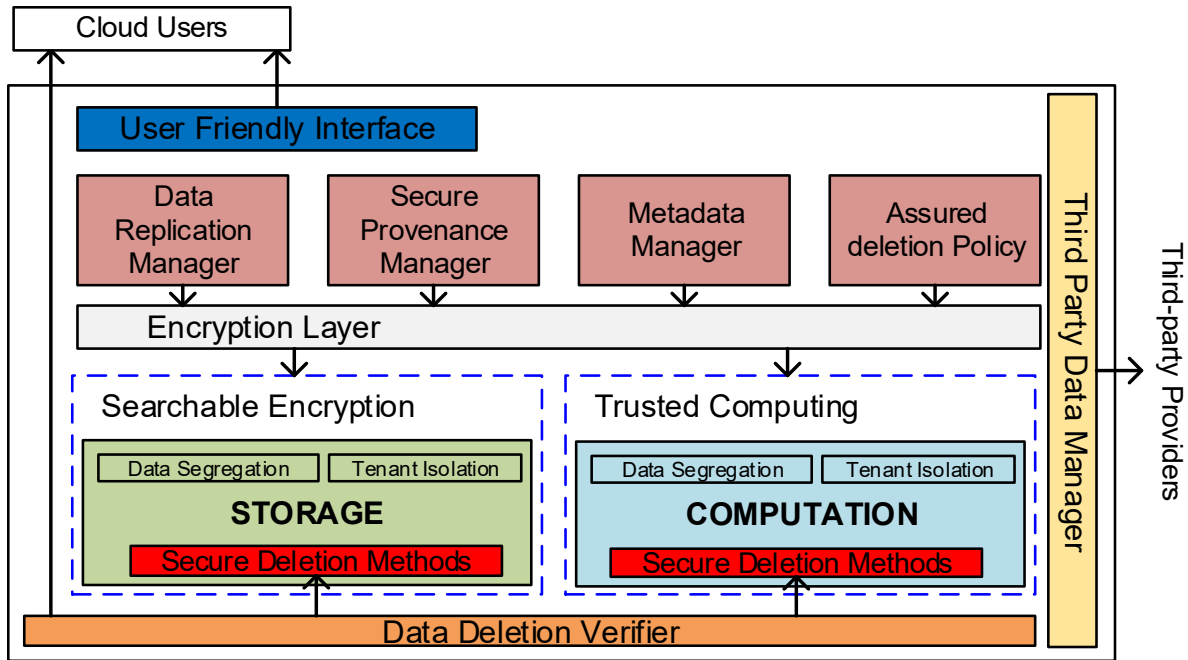 Cloud Users
User Friendly Interface
Data
Replication
Manager
Secure
Provenance
Manager
Metadata
Manager
Assured
deletion Policy
Encryption Layer
Searchable Encryption
Data Segregation
Tenant Isolation
STORAGE
Secure Deletion Methods
Trusted Computing
Data Segregation
Tenant Isolation
COMPUTATION
Secure Deletion Methods
Data Deletion Verifier
Third Party Data Manager
Third-party Providers